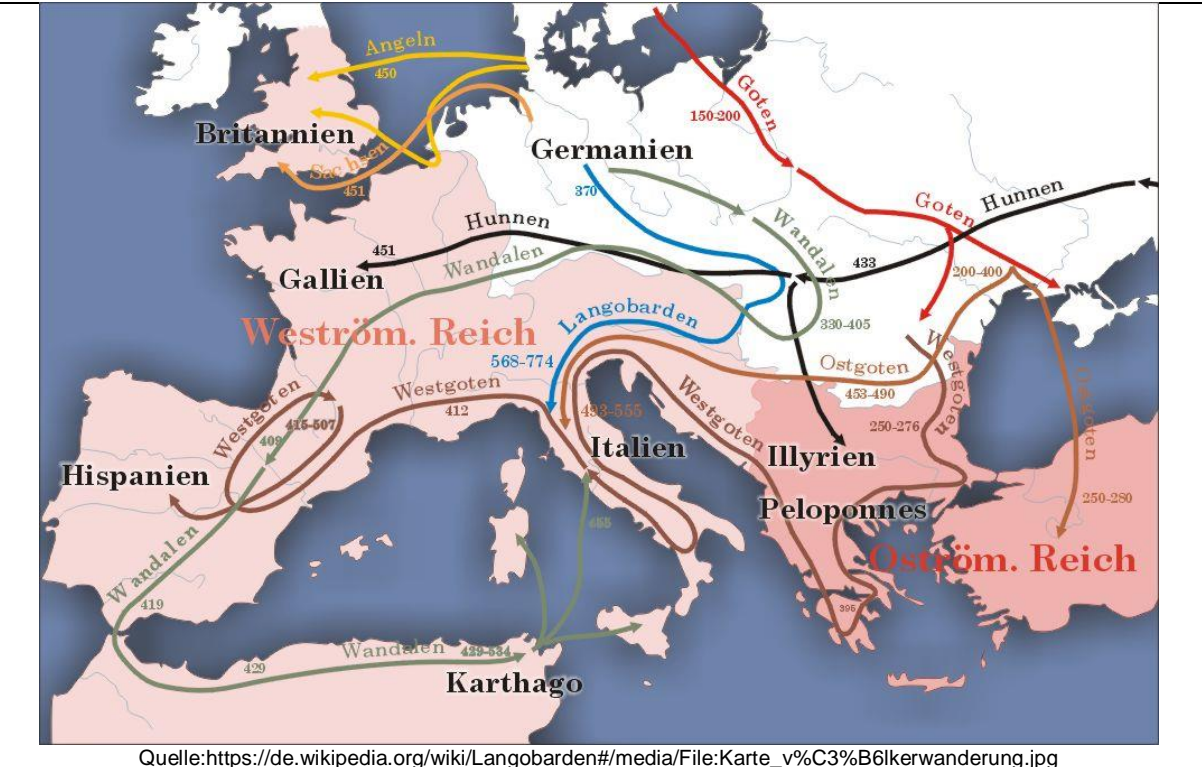 Angeln
450
Britannien
Sachsen
451
Germanien
370
Goten
150-200
Goten
Hunnen
433
200-400
Hunnen
451
Gallien
Wandalen
Wandalen
330-405
Weström. Reich
Langobarden
568-774
Ostgoten
453-490
Westgoten
250-276
Ostgoten
250-280
Westgoten
415-507
409
Westgoten
412
493-555
Westgoten
Italien
Illyrien
Hispanien
Peloponnes
Oström. Reich
395
455
Wandalen
419
429
Wandalen
429-534
Karthago
Quelle:https://de.wikipedia.org/wiki/Langobarden#/media/File:Karte_v%C3%B6lkerwanderung.jpg